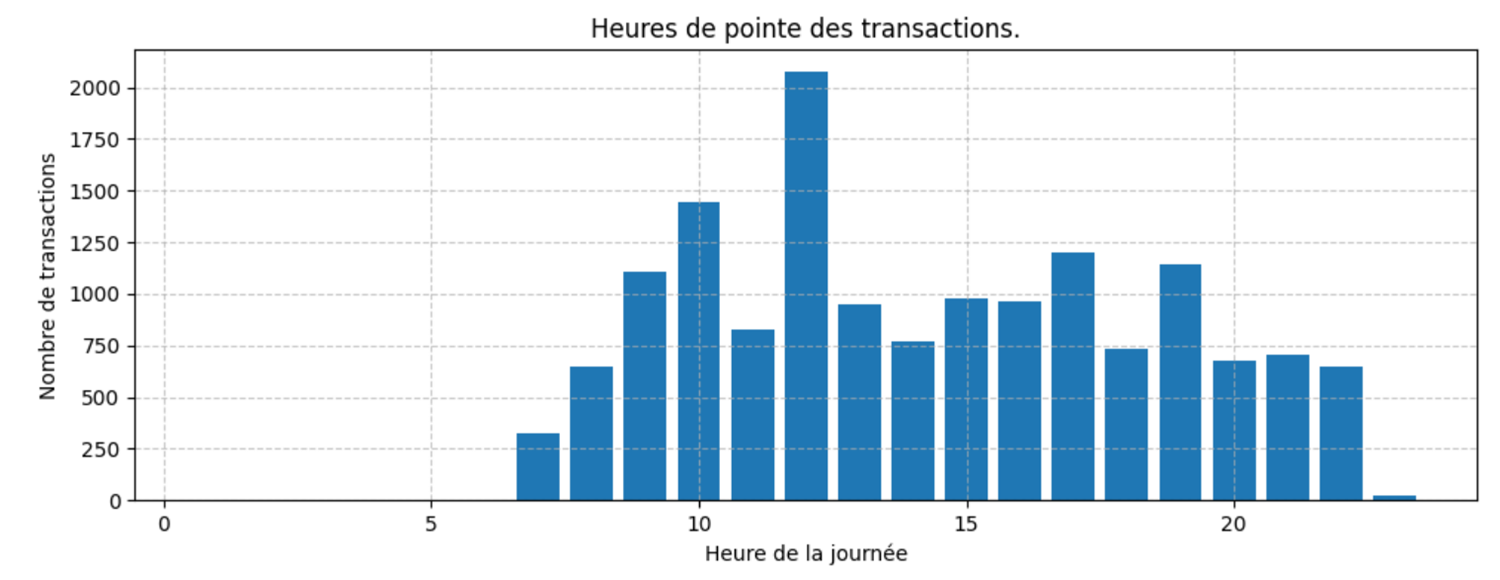 Heures de pointe des transactions.
Nombre de transactions
2000
1750
1500
1250
1000
750
500
250
0
0 5 10 15 20
Heure de la journée